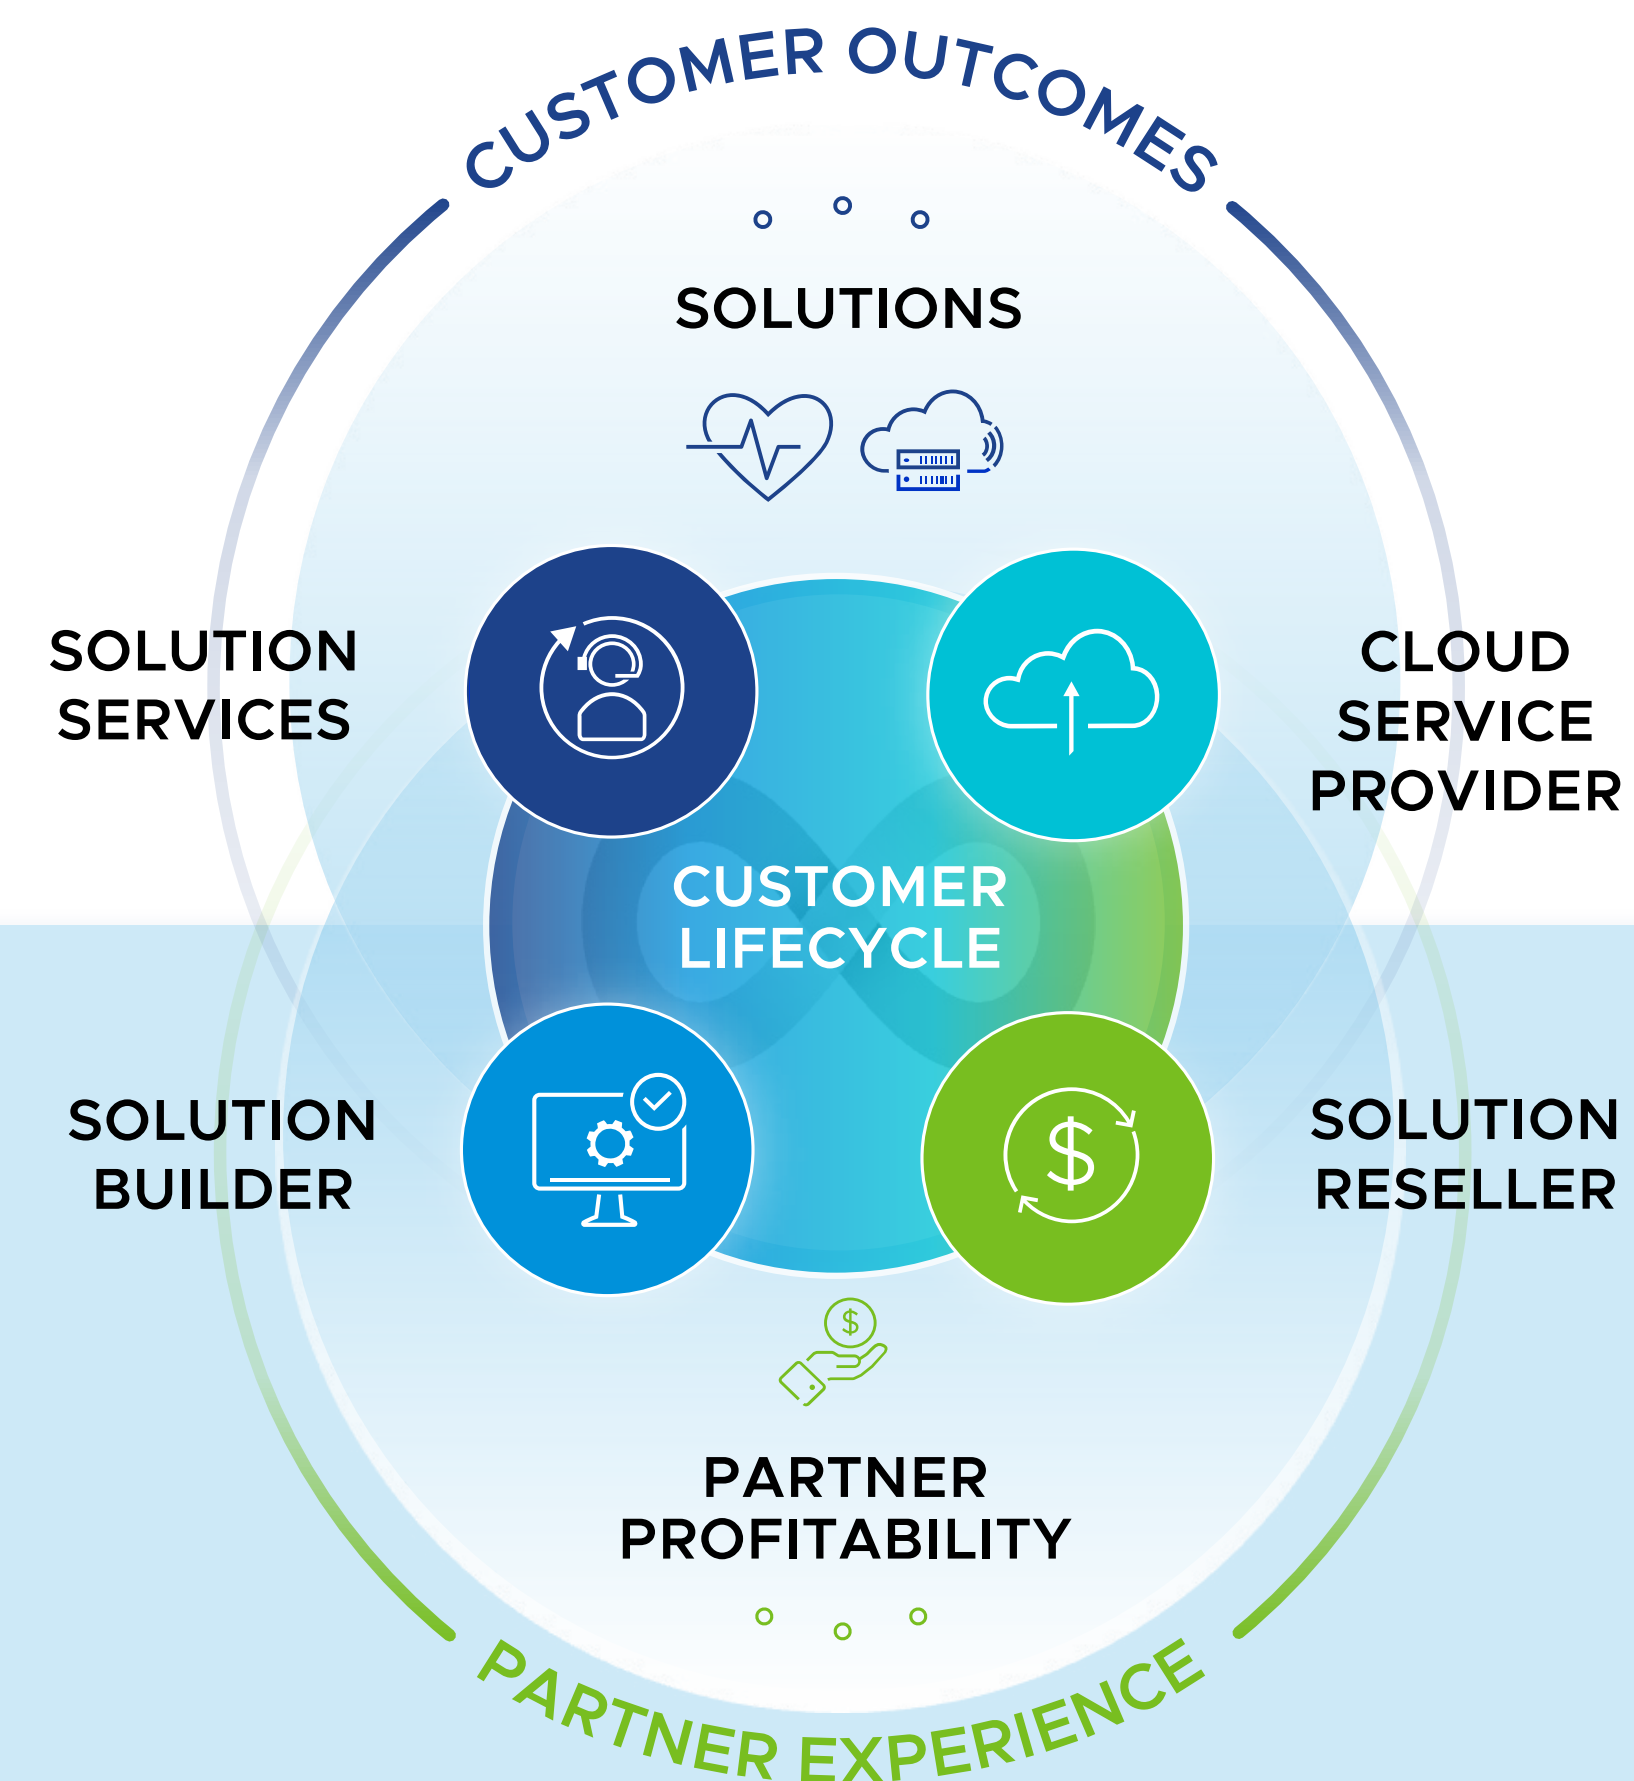 CUSTOMER OUTCOMES
SOLUTIONS
SOLUTION
SERVICES
CLOUD
SERVICE
PROVIDER
CUSTOMER
LIFECYCLE
SOLUTION
BUILDER
SOLUTION
RESELLER
$
$
PARTNER
PROFITABILITY
PARTNER EXPERIENCE